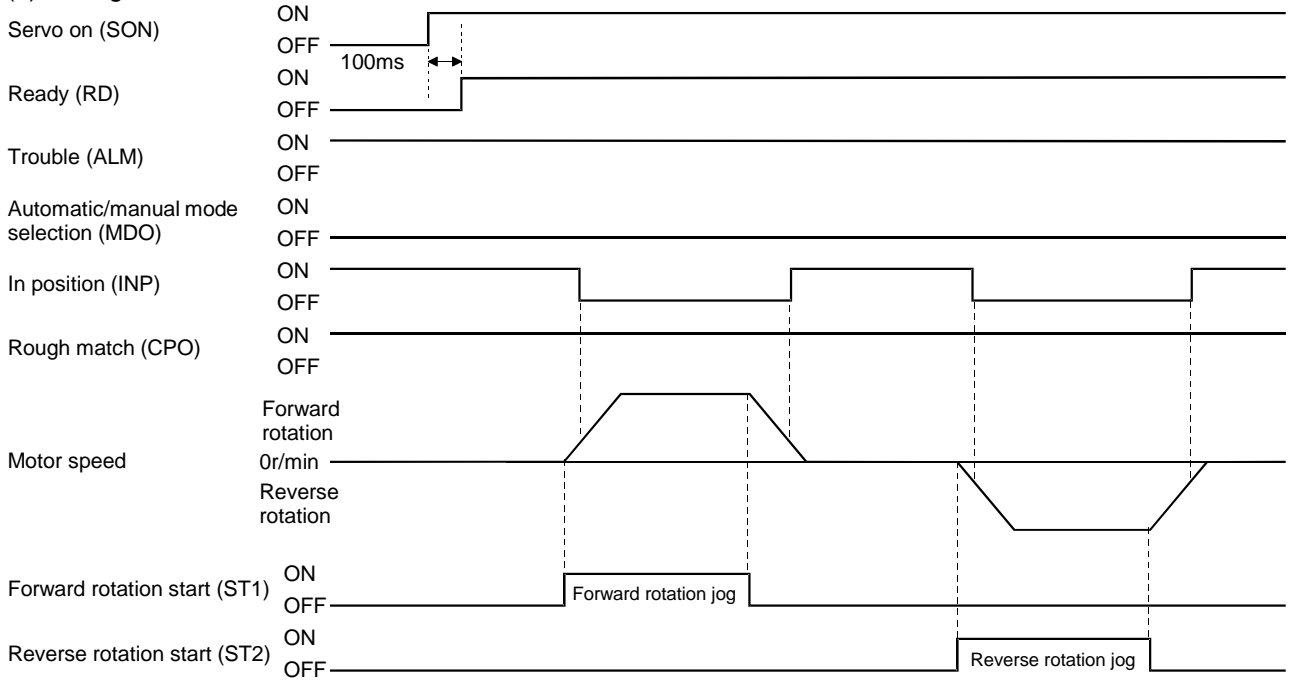 ON
Servo on (SON)
OFF
100ms
ON
Ready (RD)
OFF
ON
Trouble (ALM)
OFF
Automatic/manual mode
selection (MDO)
ON
OFF
ON
In position (INP)
OFF
ON
Rough match (CPO)
OFF
Forward
rotation
Motor speed
0r/min
Reverse
rotation
ON
Forward rotation start (ST1)
Forward rotation jog
OFF
ON
Reverse rotation start (ST2)
Reverse rotation jog
OFF